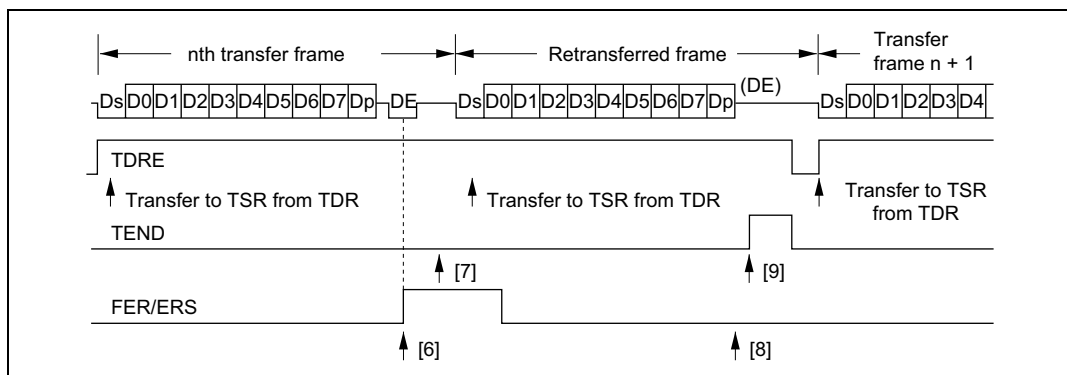 nth transfer frame Retransferred frame Transfer
frame n + 1
Ds D0 D1 D2 D3 D4 D5 D6 D7 Dp DE Ds D0 D1 D2 D3 D4 D5 D6 D7 Dp (DE) Ds D0 D1 D2 D3 D4
TDRE
Transfer to TSR from TDR Transfer to TSR from TDR Transfer to TSR
from TDR
TEND
[7] [9]
FER/ERS
[6] [8]